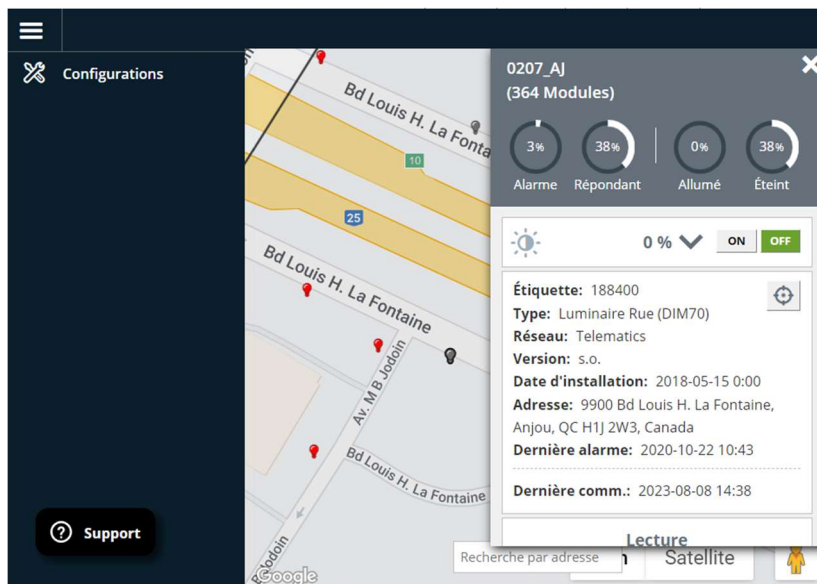 Configurations
Support
Bd Louis H. La Fonta
10
25
Bd Louis H. La Fontaine
Av. M B Jodoin
Bd Louis H. La Fontaine
Jodoin
Google
0207_AJ
(364 Modules)
3% 38% 0% 38%
Alarme Répondant Allumé Éteint
0 % ON OFF
Étiquette: 188400
Type: Luminaire Rue (DIM70)
Réseau: Telematics
Version: s.o.
Date d'installation: 2018-05-15 0:00
Adresse: 9900 Bd Louis H. La Fontaine,
Anjou, QC H1J 2W3, Canada
Dernière alarme: 2020-10-22 10:43
Dernière comm.: 2023-08-08 14:38
Lecture
Recherche par adresse
Satellite